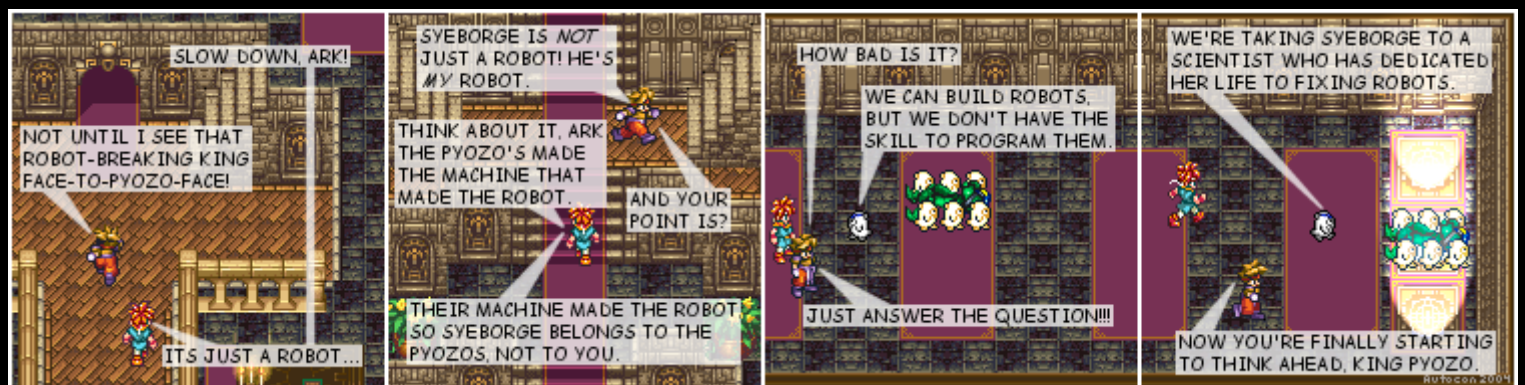 SLOW DOWN, ARK!
NOT UNTIL I SEE THAT
ROBOT-BREAKING KING
FACE-TO-PYOZO-FACE!
ITS JUST A ROBOT...
SYEBORGE IS NOT
JUST A ROBOT! HE'S
MY ROBOT.
THINK ABOUT IT, ARK
THE PYOZO'S MADE
THE MACHINE THAT
MADE THE ROBOT.
AND YOUR
POINT IS?
THEIR MACHINE MADE THE ROBOT
SO SYEBORGE BELONGS TO THE
PYOZOS, NOT TO YOU.
HOW BAD IS IT?
WE CAN BUILD ROBOTS,
BUT WE DON'T HAVE THE
SKILL TO PROGRAM THEM.
JUST ANSWER THE QUESTION!!!
WE'RE TAKING SYEBORGE TO A
SCIENTIST WHO HAS DEDICATED
HER LIFE TO FIXING ROBOTS.
NOW YOU'RE FINALLY STARTING
TO THINK AHEAD, KING PYOZO.
Autocon 2004